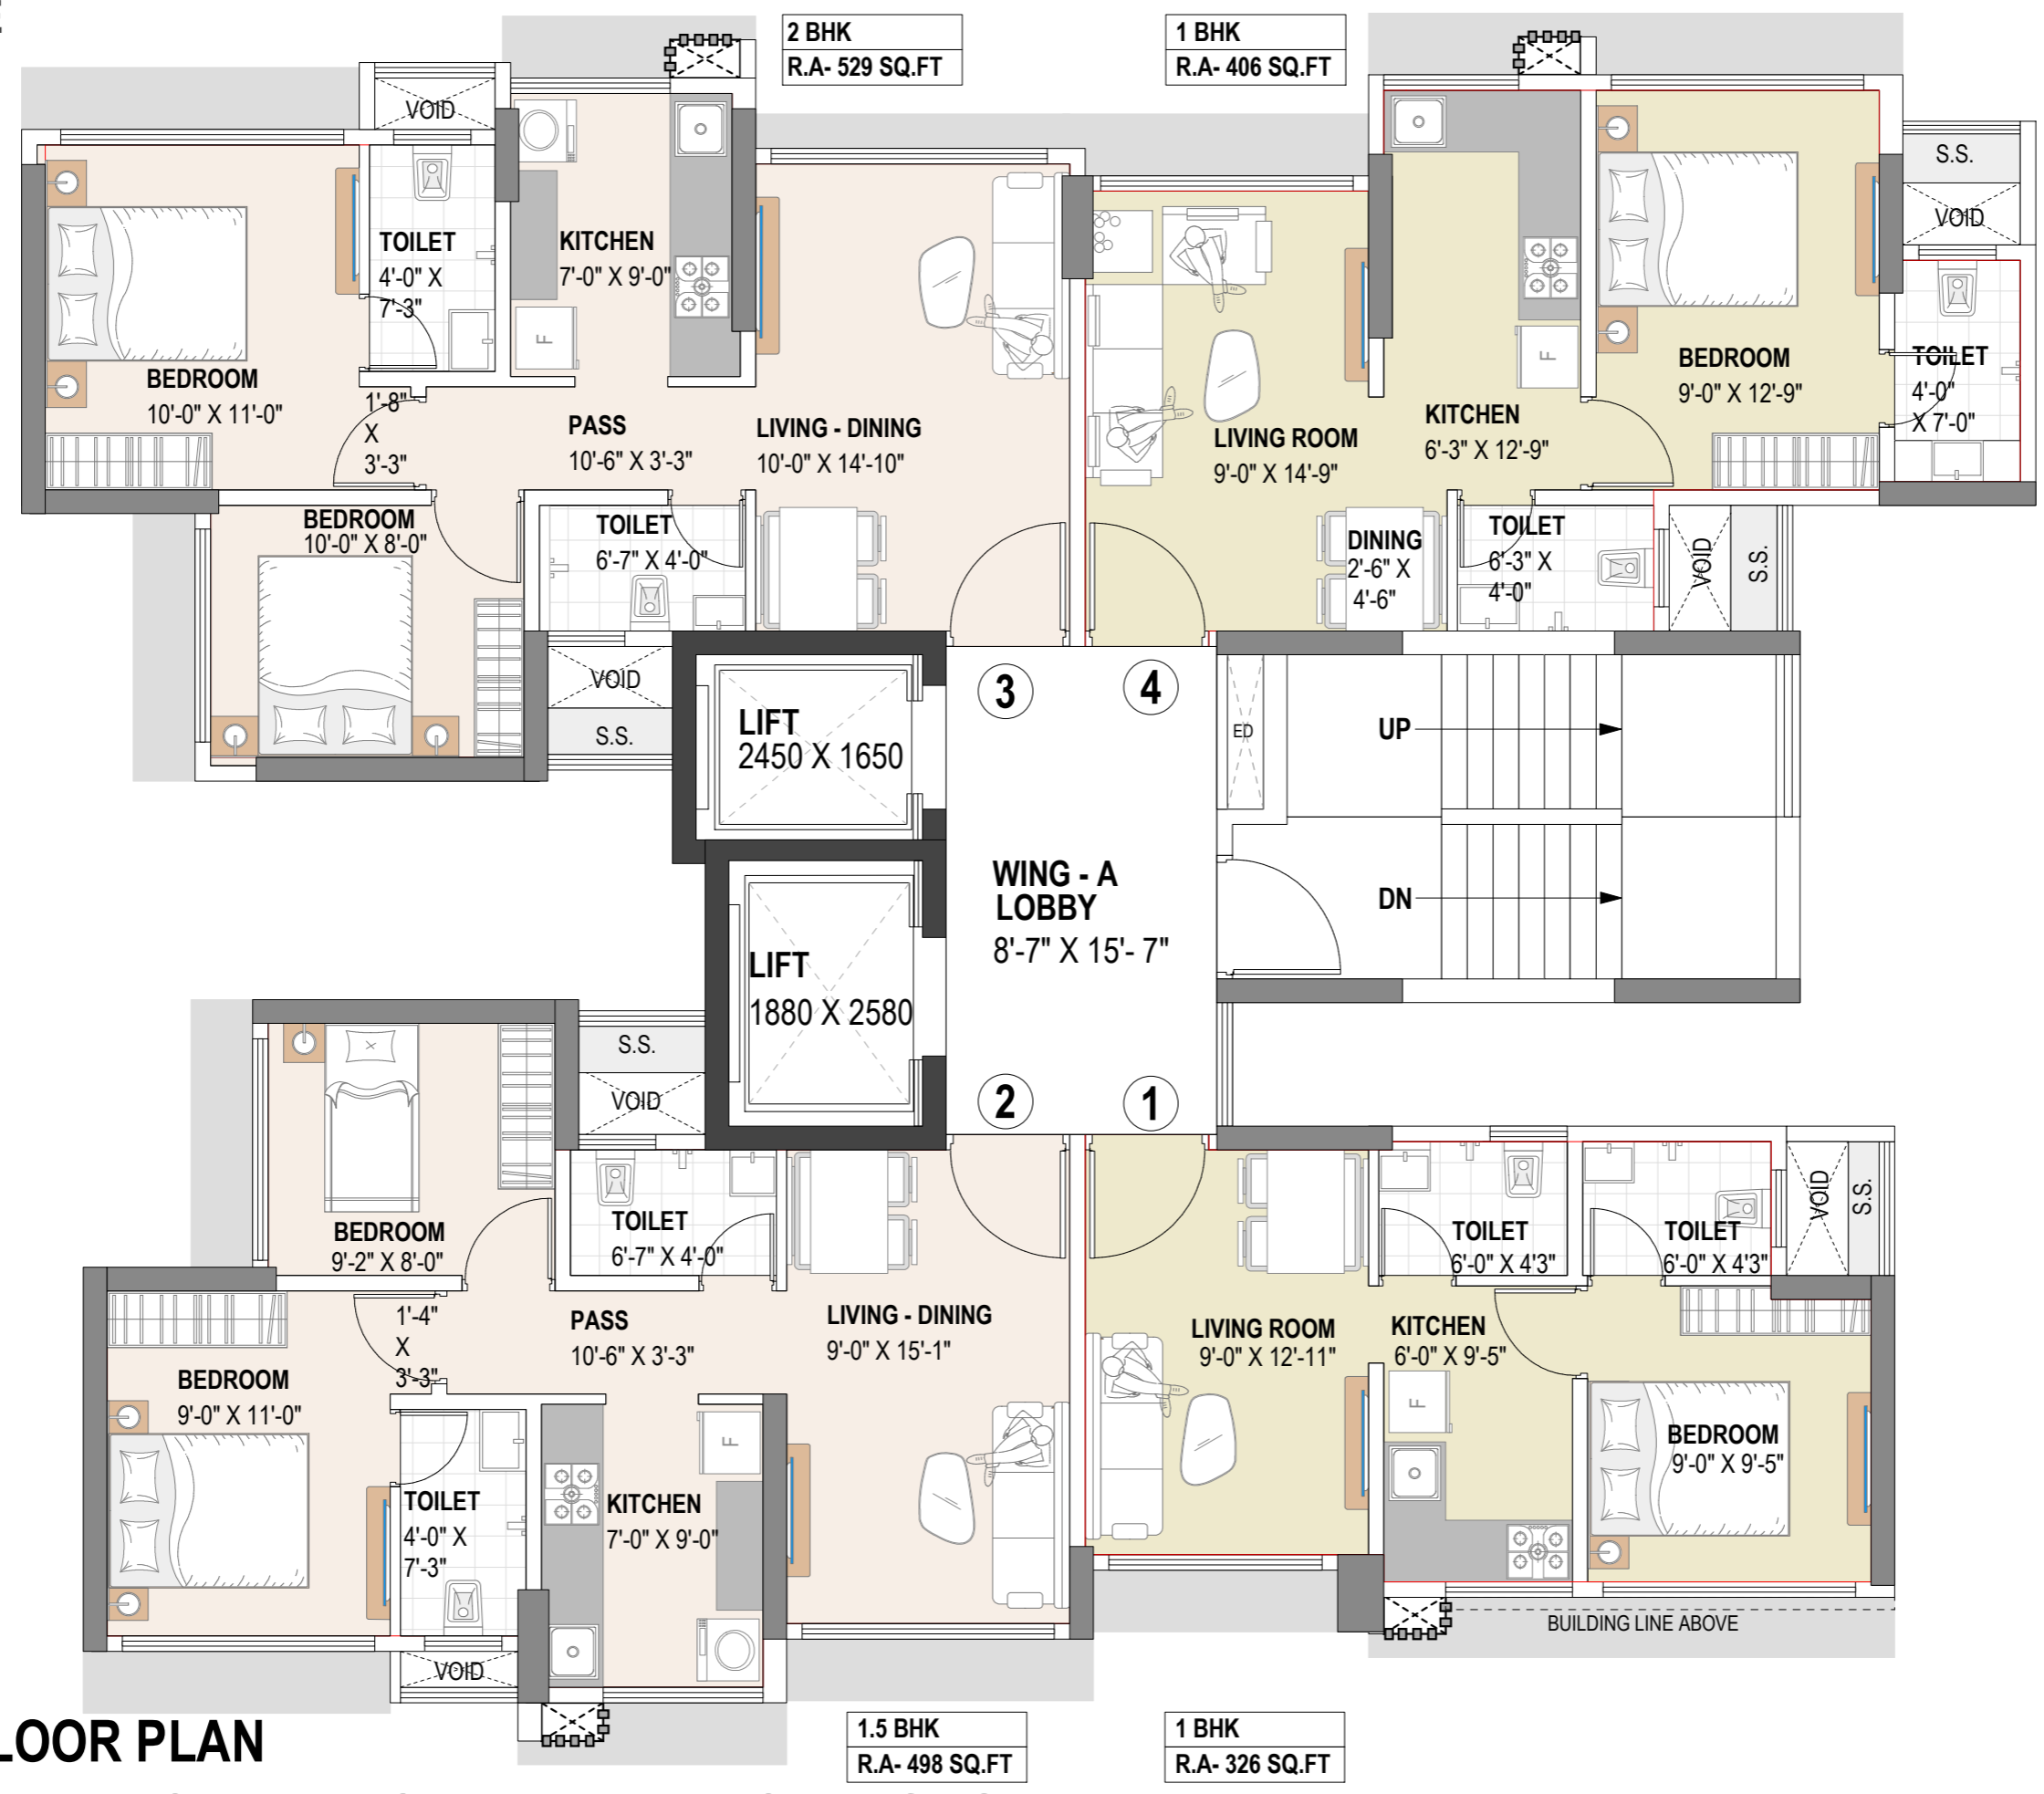 2 BHK
R.A- 529 SQ.FT
1 BHK
R.A- 406 SQ.FT
VOID
TOILET
4'-0" X
7'-3"
KITCHEN
7'-0" X 9'-0"
F
BEDROOM
10'-0" X 11'-0"
1'-8"
X
3'-3"
PASS
10'-6" X 3'-3"
LIVING - DINING
10'-0" X 14'-10"
BEDROOM
10'-0" X 8'-0"
TOILET
6'-7" X 4'-0"
VOID
S.S.
LIVING ROOM
9'-0" X 14'-9"
KITCHEN
6'-3" X 12'-9"
F
BEDROOM
9'-0" X 12'-9"
S.S.
VOID
TOILET
4'-0"
X 7'-0"
DINING
2'-6" X
4'-6"
TOILET
6'-3" X
4'-0"
VOID
S.S.
LIFT
2450 X 1650
3
4
ED
UP
DN
WING - A
LOBBY
8'-7" X 15'- 7"
LIFT
1880 X 2580
2
1
S.S.
VOID
BEDROOM
9'-2" X 8'-0"
TOILET
6'-7" X 4'-0"
1'-4"
X
3'-3"
PASS
10'-6" X 3'-3"
LIVING - DINING
9'-0" X 15'-1"
BEDROOM
9'-0" X 11'-0"
TOILET
4'-0" X
7'-3"
F
KITCHEN
7'-0" X 9'-0"
VOID
TOILET
6'-0" X 4'3"
TOILET
6'-0" X 4'3"
VOID
S.S.
LIVING ROOM
9'-0" X 12'-11"
KITCHEN
6'-0" X 9'-5"
F
BEDROOM
9'-0" X 9'-5"
BUILDING LINE ABOVE
LOOR PLAN
1.5 BHK
R.A- 498 SQ.FT
1 BHK
R.A- 326 SQ.FT